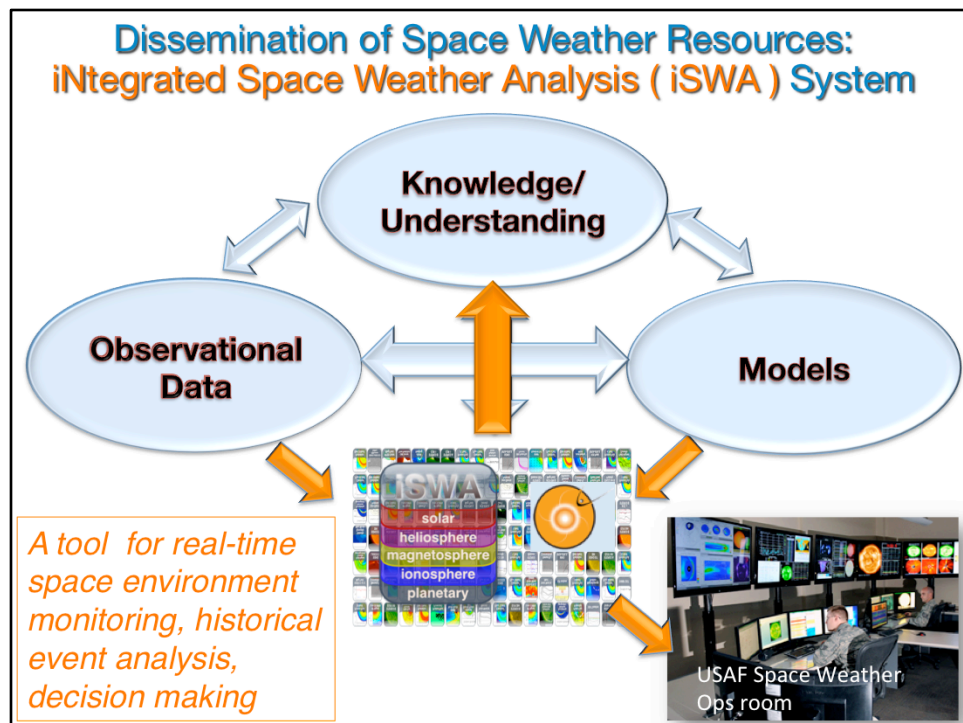 Dissemination of Space Weather Resources:
iNtegrated Space Weather Analysis ( iSWA ) System
Knowledge/
Understanding
Observational
Data
Models
iSWA
solar
heliosphere
magnetosphere
ionosphere
planetary
A tool for real-time
space environment
monitoring, historical
event analysis,
decision making
USAF Space Weather
Ops room